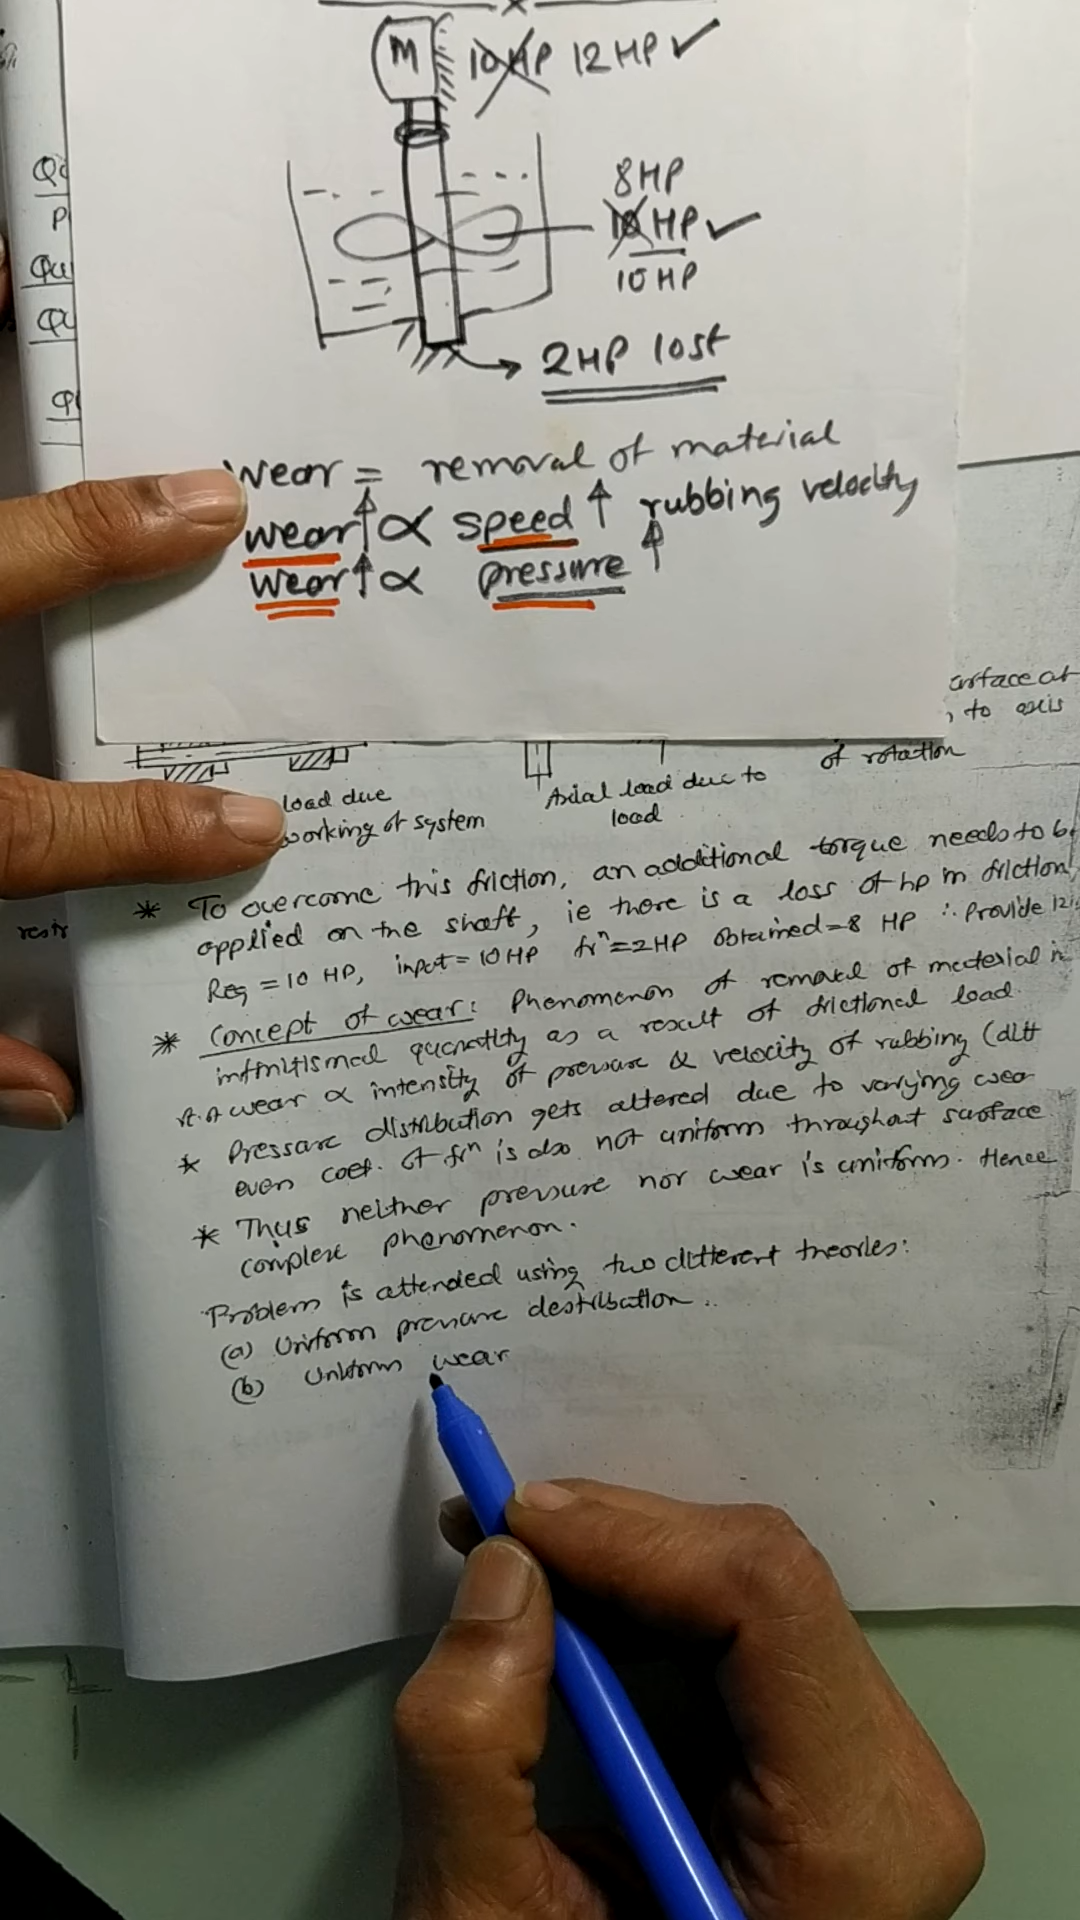 M
10HP 12HP ✓
8HP
10 HP ✓
10 HP
→ 2HP lost
wear = removal of material
wear↑ ∝ speed ↑ rubbing velocity
wear↑ ∝ pressure ↑
to axis
of rotation
load due
working of system
Axial load due to
load
* To overcome this friction, an additional torque needs to b
applied on the shaft, ie there is a loss of hp in friction
Req = 10 HP, input = 10 HP frⁿ = 2HP obtained = 8 HP ∴ Provide 12
* Concept of wear: Phenomenon of removal of material in
infinitismal quantity as a result of frictional load.
wear ∝ intensity of pressure & velocity of rubbing (diff
* Pressure distribution gets altered due to varying wear
even coef. of frⁿ is also not uniform throughout surface
* Thus neither pressure nor wear is uniform. Hence
complex phenomenon.
Problem is attended using two different theories:
(a) Uniform pressure destribution..
(b) Uniform wear